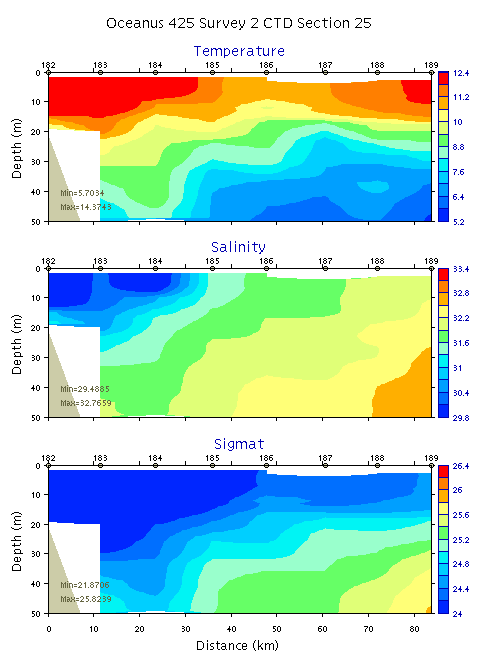 Oceanus 425 Survey 2 CTD Section 25
Temperature
182 183 184 185 186 187 188 189
0
10
20
30
40
50
Depth (m)
Min=5.7034
Max=14.3743
12.4
11.2
10
8.8
7.6
6.4
5.2
Salinity
182 183 184 185 186 187 188 189
0
10
20
30
40
50
Depth (m)
Min=29.4885
Max=32.7659
33.4
32.8
32.2
31.6
31
30.4
29.8
Sigmat
182 183 184 185 186 187 188 189
0
10
20
30
40
50
Depth (m)
Min=21.8706
Max=25.8239
26.4
26
25.6
25.2
24.8
24.4
24
0 10 20 30 40 50 60 70 80
Distance (km)